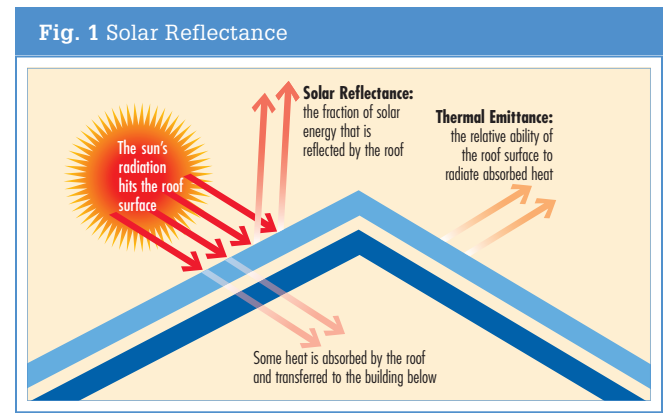 Fig. 1 Solar Reflectance
The sun's
radiation
hits the roof
surface
Solar Reflectance:
the fraction of solar
energy that is
reflected by the roof
Thermal Emittance:
the relative ability of
the roof surface to
radiate absorbed heat
Some heat is absorbed by the roof
and transferred to the building below